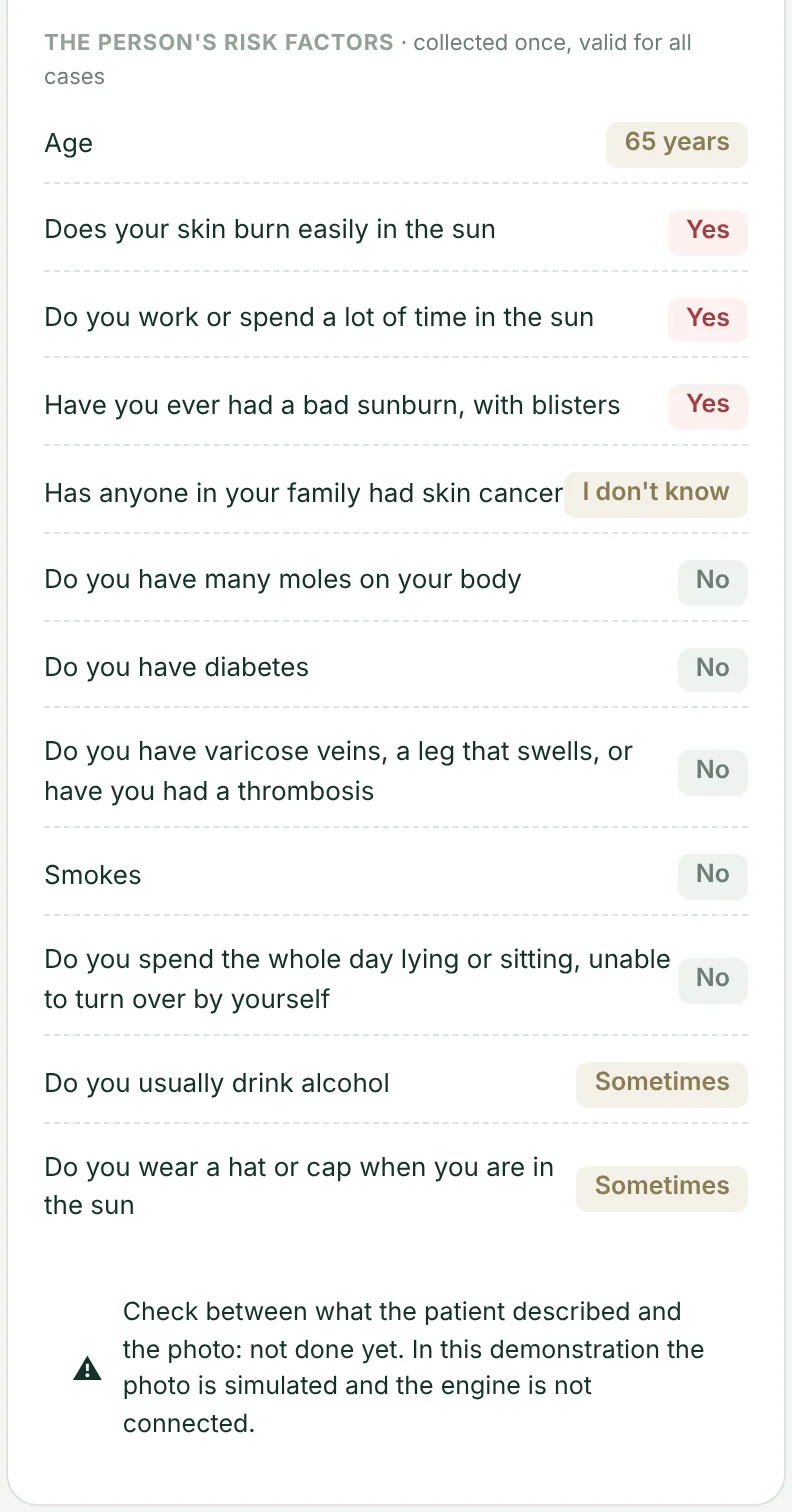 THE PERSON'S RISK FACTORS · collected once, valid for all
cases
Age 65 years
Does your skin burn easily in the sun Yes
Do you work or spend a lot of time in the sun Yes
Have you ever had a bad sunburn, with blisters Yes
Has anyone in your family had skin cancer I don't know
Do you have many moles on your body No
Do you have diabetes No
Do you have varicose veins, a leg that swells, or
have you had a thrombosis No
Smokes No
Do you spend the whole day lying or sitting, unable
to turn over by yourself No
Do you usually drink alcohol Sometimes
Do you wear a hat or cap when you are in
the sun Sometimes
Check between what the patient described and
the photo: not done yet. In this demonstration the
photo is simulated and the engine is not
connected.